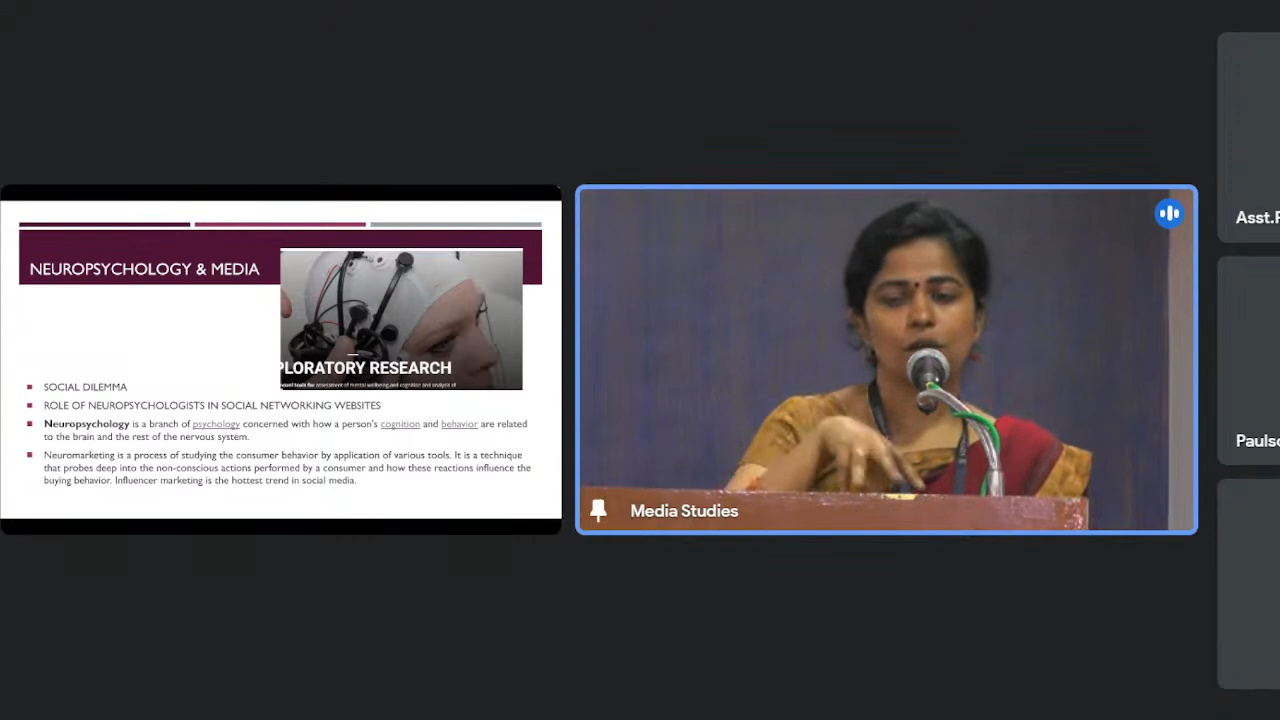 NEUROPSYCHOLOGY & MEDIA
PLORATORY RESEARCH
SOCIAL DILEMMA
ROLE OF NEUROPSYCHOLOGISTS IN SOCIAL NETWORKING WEBSITES
Neuropsychology is a branch of psychology concerned with how a person's cognition and behavior are related
to the brain and the rest of the nervous system.
Neuromarketing is a process of studying the consumer behavior by application of various tools. It is a technique
that probes deep into the non-conscious actions performed by a consumer and how these reactions influence the
buying behavior. Influencer marketing is the hottest trend in social media.
Media Studies
Asst.
Paulso